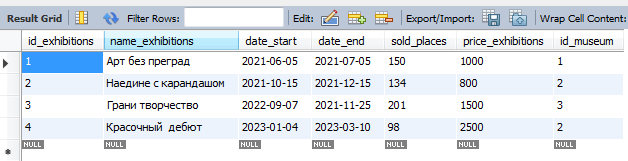 Result Grid Filter Rows: Edit: Export/Import: Wrap Cell Content:
id_exhibitions name_exhibitions date_start date_end sold_places price_exhibitions id_museum
1 Арт без преград 2021-06-05 2021-07-05 150 1000 1
2 Наедине с карандашом 2021-10-15 2021-12-15 134 800 2
3 Грани творчество 2022-09-07 2021-11-25 201 1500 3
4 Красочный дебют 2023-01-04 2023-03-10 98 2500 2
NULL NULL NULL NULL NULL NULL NULL